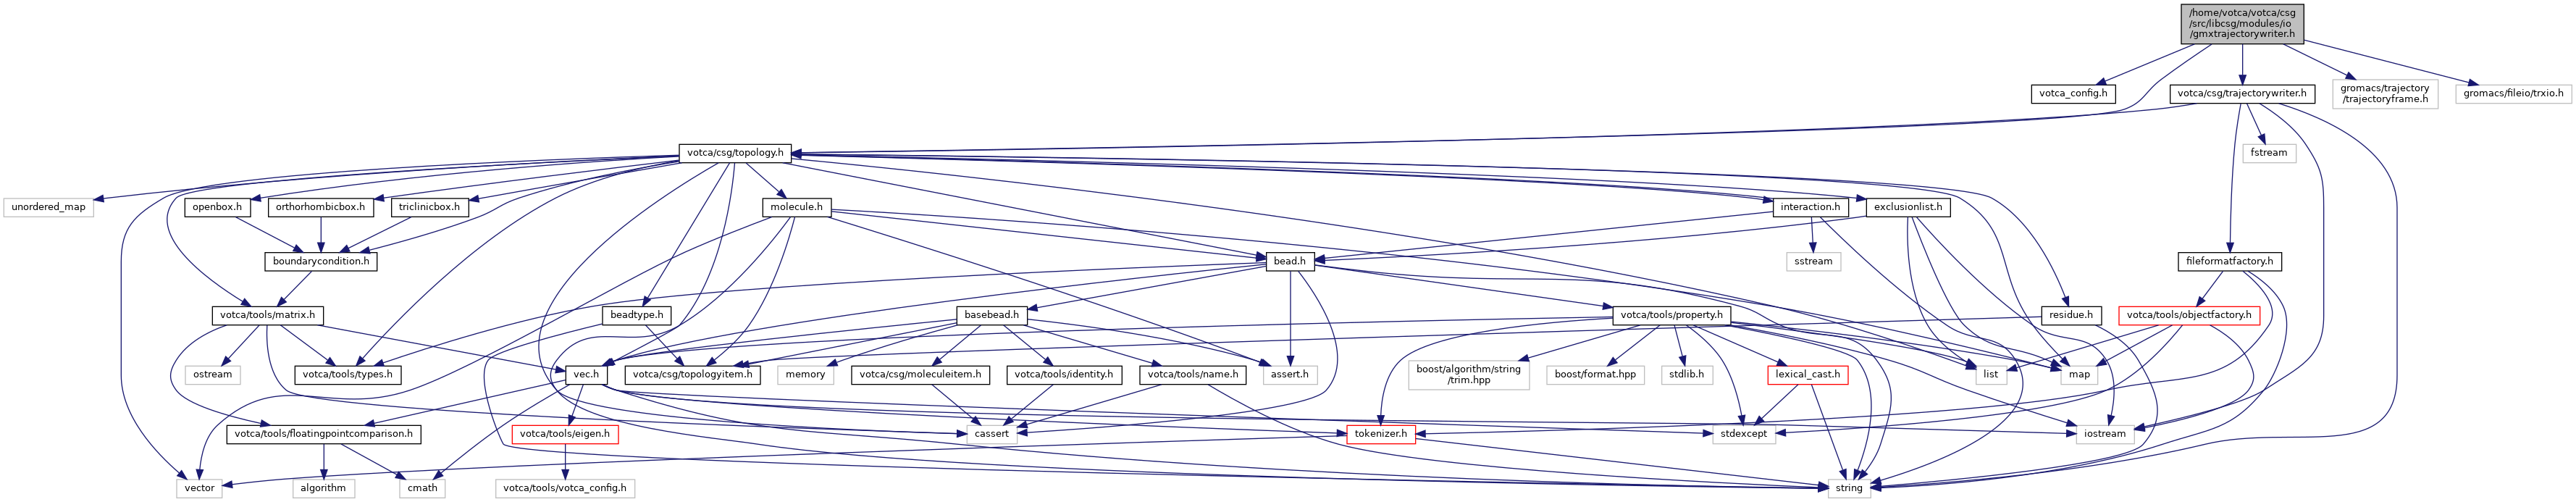 /home/votca/votca/csg
/src/libcsg/modules/io
/gmxtrajectorywriter.h
votca_config.h
votca/csg/trajectorywriter.h
gromacs/trajectory
/trajectoryframe.h
gromacs/fileio/trxio.h
votca/csg/topology.h
fstream
unordered_map
openbox.h
orthorhombicbox.h
triclinicbox.h
molecule.h
interaction.h
exclusionlist.h
boundarycondition.h
bead.h
sstream
fileformatfactory.h
votca/tools/matrix.h
beadtype.h
basebead.h
votca/tools/property.h
residue.h
votca/tools/objectfactory.h
ostream
votca/tools/types.h
vec.h
votca/csg/topologyitem.h
memory
votca/csg/moleculeitem.h
votca/tools/identity.h
votca/tools/name.h
assert.h
boost/algorithm/string
/trim.hpp
boost/format.hpp
stdlib.h
lexical_cast.h
list
map
votca/tools/floatingpointcomparison.h
votca/tools/eigen.h
cassert
tokenizer.h
stdexcept
iostream
vector
algorithm
cmath
votca/tools/votca_config.h
string